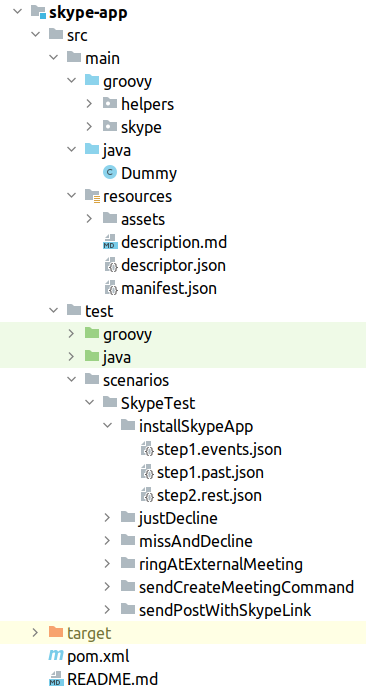 skype-app
src
main
groovy
helpers
skype
java
C Dummy
resources
assets
MD description.md
descriptor.json
manifest.json
test
groovy
java
scenarios
SkypeTest
installSkypeApp
step1.events.json
step1.past.json
step2.rest.json
justDecline
missAndDecline
ringAtExternalMeeting
sendCreateMeetingCommand
sendPostWithSkypeLink
target
m pom.xml
MD README.md